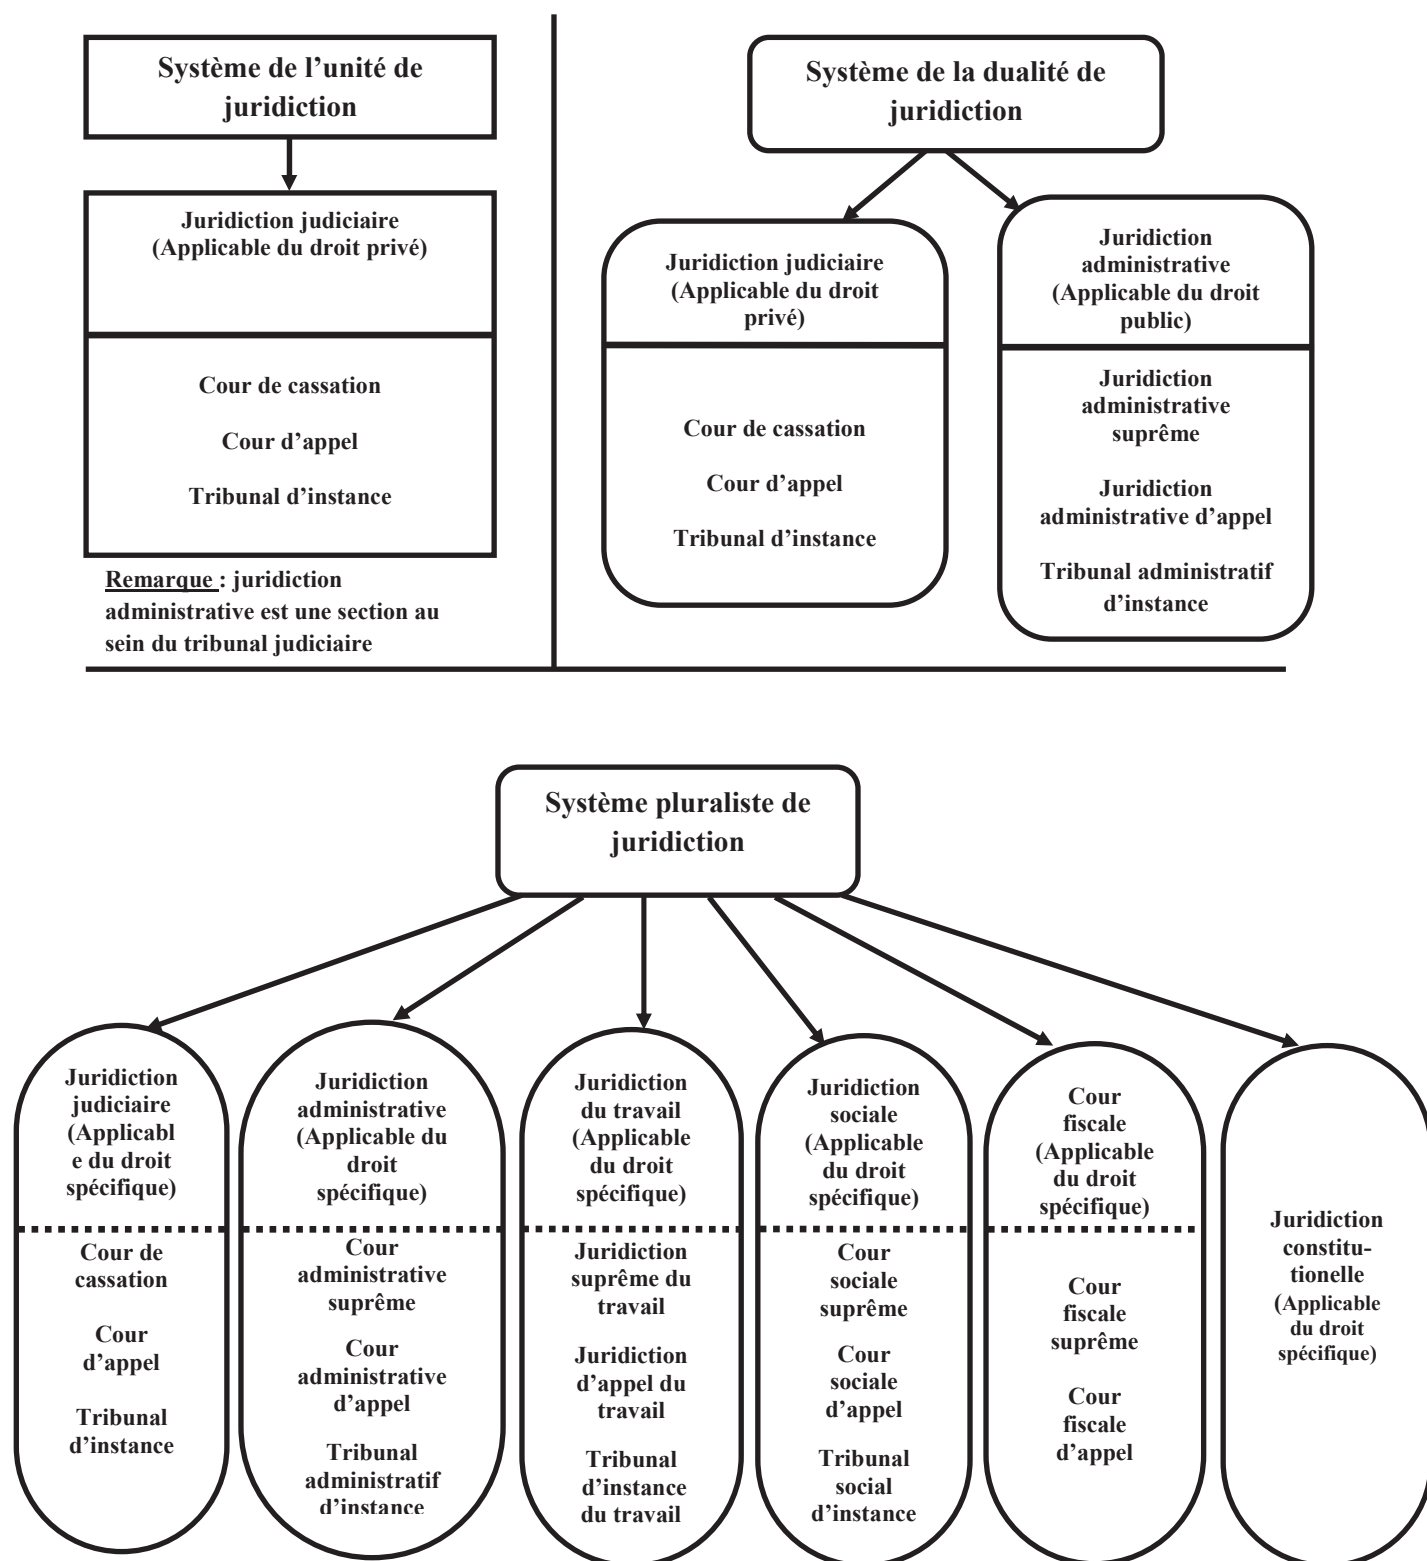 Système de l’unité de
juridiction
Juridiction judiciaire
(Applicable du droit privé)
Cour de cassation
Cour d’appel
Tribunal d’instance
Remarque : juridiction
administrative est une section au
sein du tribunal judiciaire
Système de la dualité de
juridiction
Juridiction judiciaire
(Applicable du droit
privé)
Cour de cassation
Cour d’appel
Tribunal d’instance
Juridiction
administrative
(Applicable du droit
public)
Juridiction
administrative
suprême
Juridiction
administrative d’appel
Tribunal administratif
d’instance
Système pluraliste de
juridiction
Juridiction
judiciaire
(Applicabl
e du droit
spécifique)
Cour de
cassation
Cour
d’appel
Tribunal
d’instance
Juridiction
administrative
(Applicable du
droit
spécifique)
Cour
administrative
suprême
Cour
administrative
d’appel
Tribunal
administratif
d’instance
Juridiction
du travail
(Applicable
du droit
spécifique)
Juridiction
suprême du
travail
Juridiction
d’appel du
travail
Tribunal
d’instance
du travail
Juridiction
sociale
(Applicable
du droit
spécifique)
Cour
sociale
suprême
Cour
sociale
d’appel
Tribunal
social
d’instance
Cour
fiscale
(Applicable
du droit
spécifique)
Cour
fiscale
suprême
Cour
fiscale
d’appel
Juridiction
constitu-
tionelle
(Applicable
du droit
spécifique)